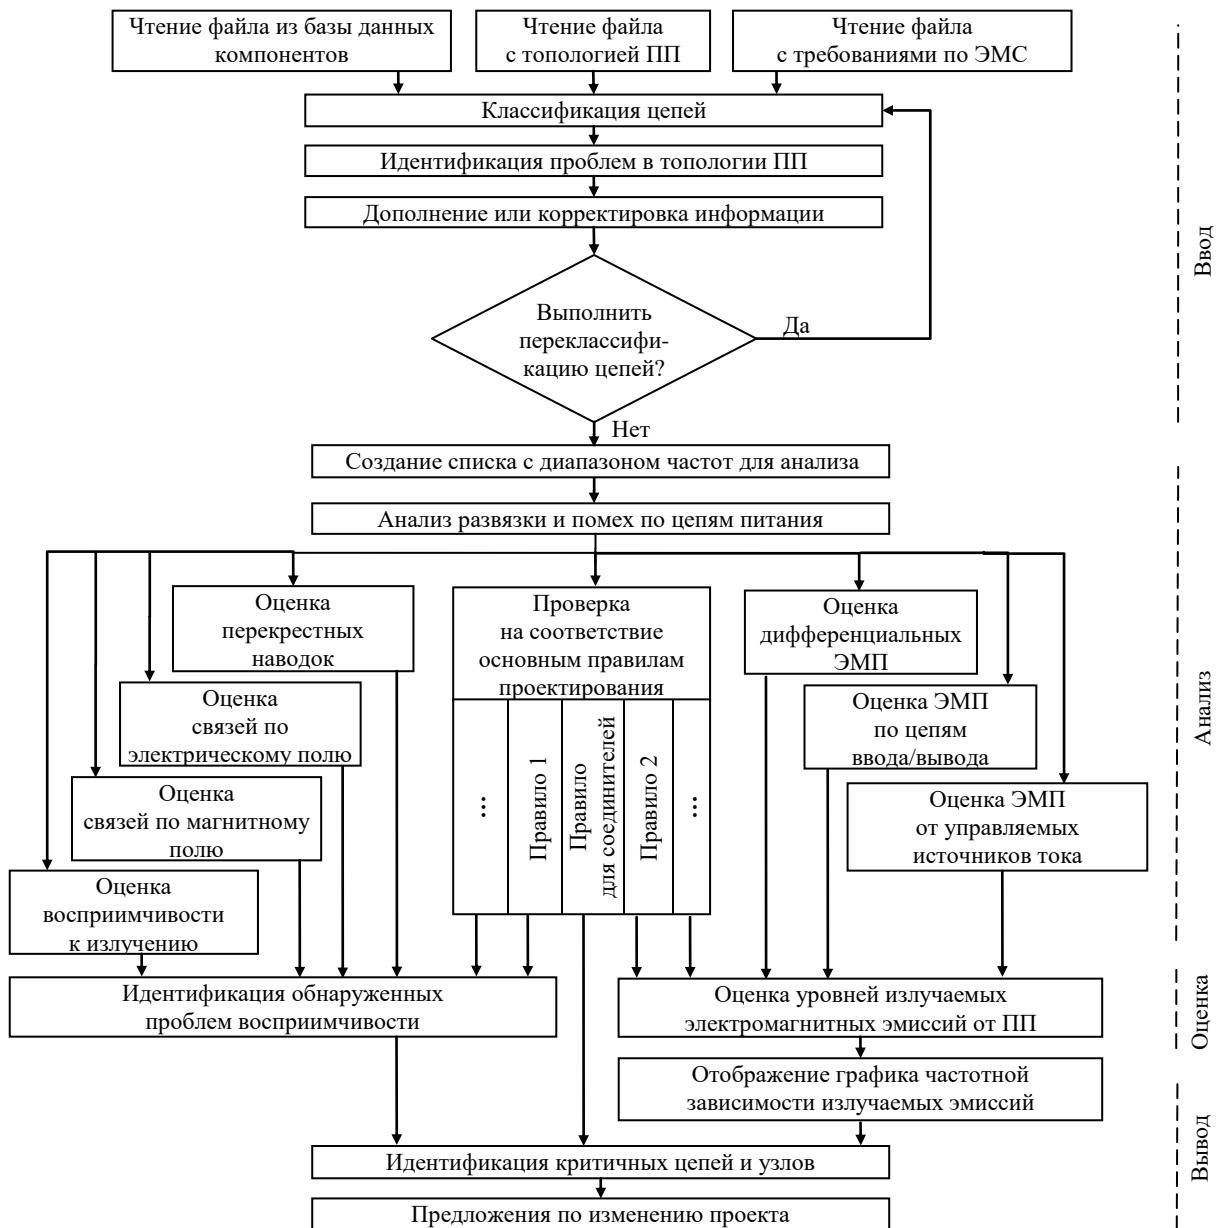 Чтение файла из базы данных
компонентов
Чтение файла
с топологией ПП
Чтение файла
с требованиями по ЭМС
Классификация цепей
Идентификация проблем в топологии ПП
Дополнение или корректировка информации
Выполнить
переклассифи-
кацию цепей?
Да
Нет
Ввод
Создание списка с диапазоном частот для анализа
Анализ развязки и помех по цепям питания
Оценка
перекрестных
наводок
Оценка
связей по
электрическому полю
Оценка
связей по магнитному
полю
Оценка
восприимчивости
к излучению
Проверка
на соответствие
основным правилам
проектирования
...
Правило 1
Правило
для соединителей
Правило 2
...
Оценка
дифференциальных
ЭМП
Оценка ЭМП
по цепям
ввода/вывода
Оценка ЭМП
от управляемых
источников тока
Анализ
Идентификация обнаруженных
проблем восприимчивости
Оценка уровней излучаемых
электромагнитных эмиссий от ПП
Оценка
Отображение графика частотной
зависимости излучаемых эмиссий
Идентификация критичных цепей и узлов
Предложения по изменению проекта
Вывод